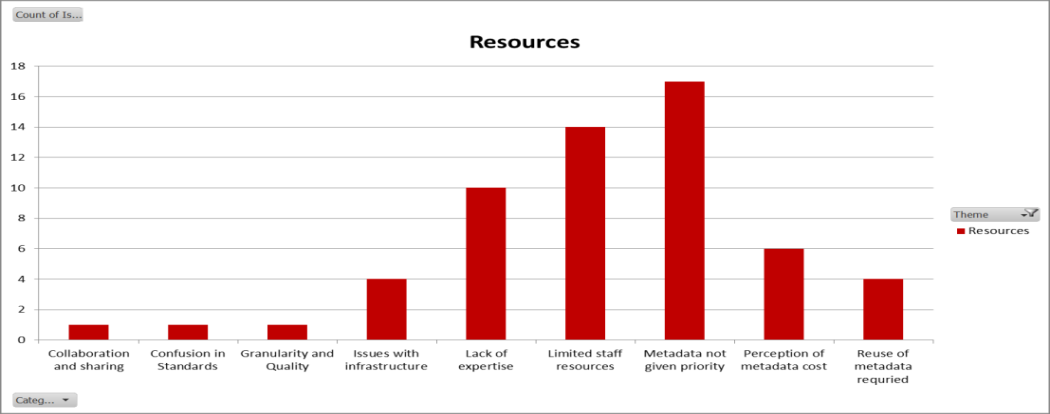 Count of Is...
Resources
18
16
14
12
10
8
6
4
2
0
Collaboration and sharing
Confusion in Standards
Granularity and Quality
Issues with infrastructure
Lack of expertise
Limited staff resources
Metadata not given priority
Perception of metadata cost
Reuse of metadata requried
Theme
Resources
Categ...